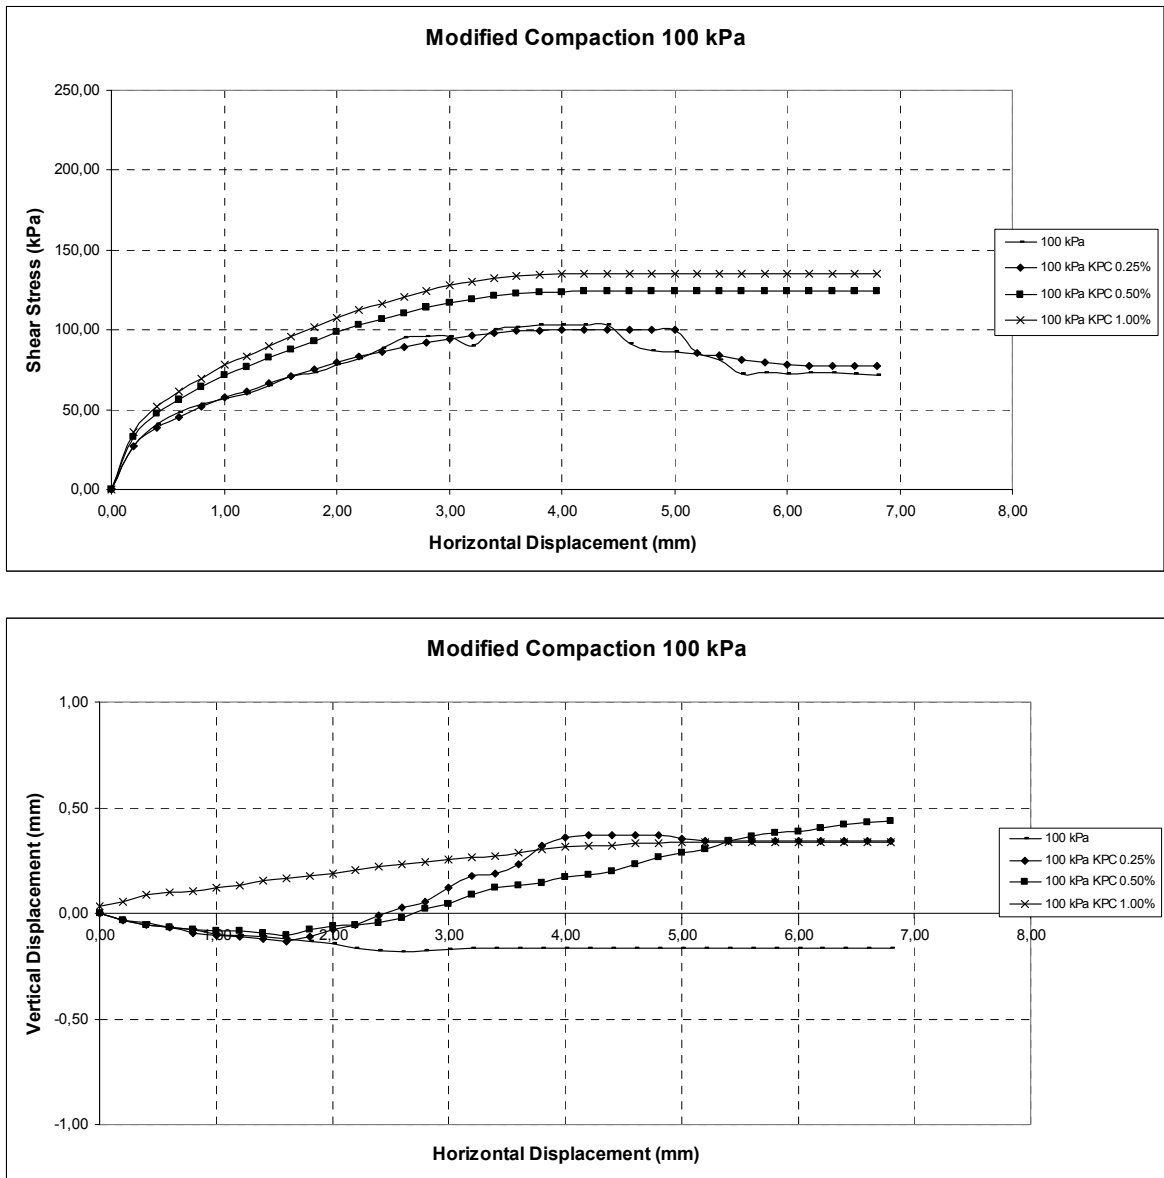 Modified Compaction 100 kPa
250,00
200,00
150,00
100,00
50,00
0,00
Shear Stress (kPa)
0,00 1,00 2,00 3,00 4,00 5,00 6,00 7,00 8,00
Horizontal Displacement (mm)
100 kPa
100 kPa KPC 0.25%
100 kPa KPC 0.50%
100 kPa KPC 1.00%
Modified Compaction 100 kPa
1,00
0,50
0,00
-0,50
-1,00
Vertical Displacement (mm)
0,00 1,00 2,00 3,00 4,00 5,00 6,00 7,00 8,00
Horizontal Displacement (mm)
100 kPa
100 kPa KPC 0.25%
100 kPa KPC 0.50%
100 kPa KPC 1.00%